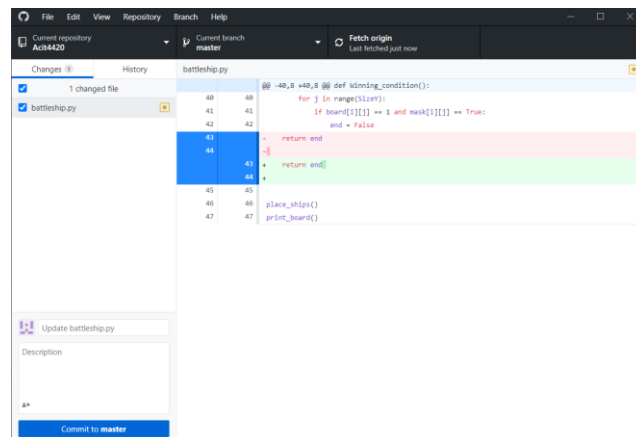 File Edit View Repository Branch Help
Current repository
Acit4420
Current branch
master
Fetch origin
Last fetched just now
Changes 1 History
battleship.py
1 changed file
battleship.py
@@ -40,8 +40,8 @@ def Winning_condition():
40 40 for j in range(SizeY):
41 41 if board[i][j] == 1 and mask[i][j] == True:
42 42 end = False
43 - return end
44 -
43 + return end
44 +
45 45
46 46 place_ships()
47 47 print_board()
Update battleship.py
Description
Commit to master